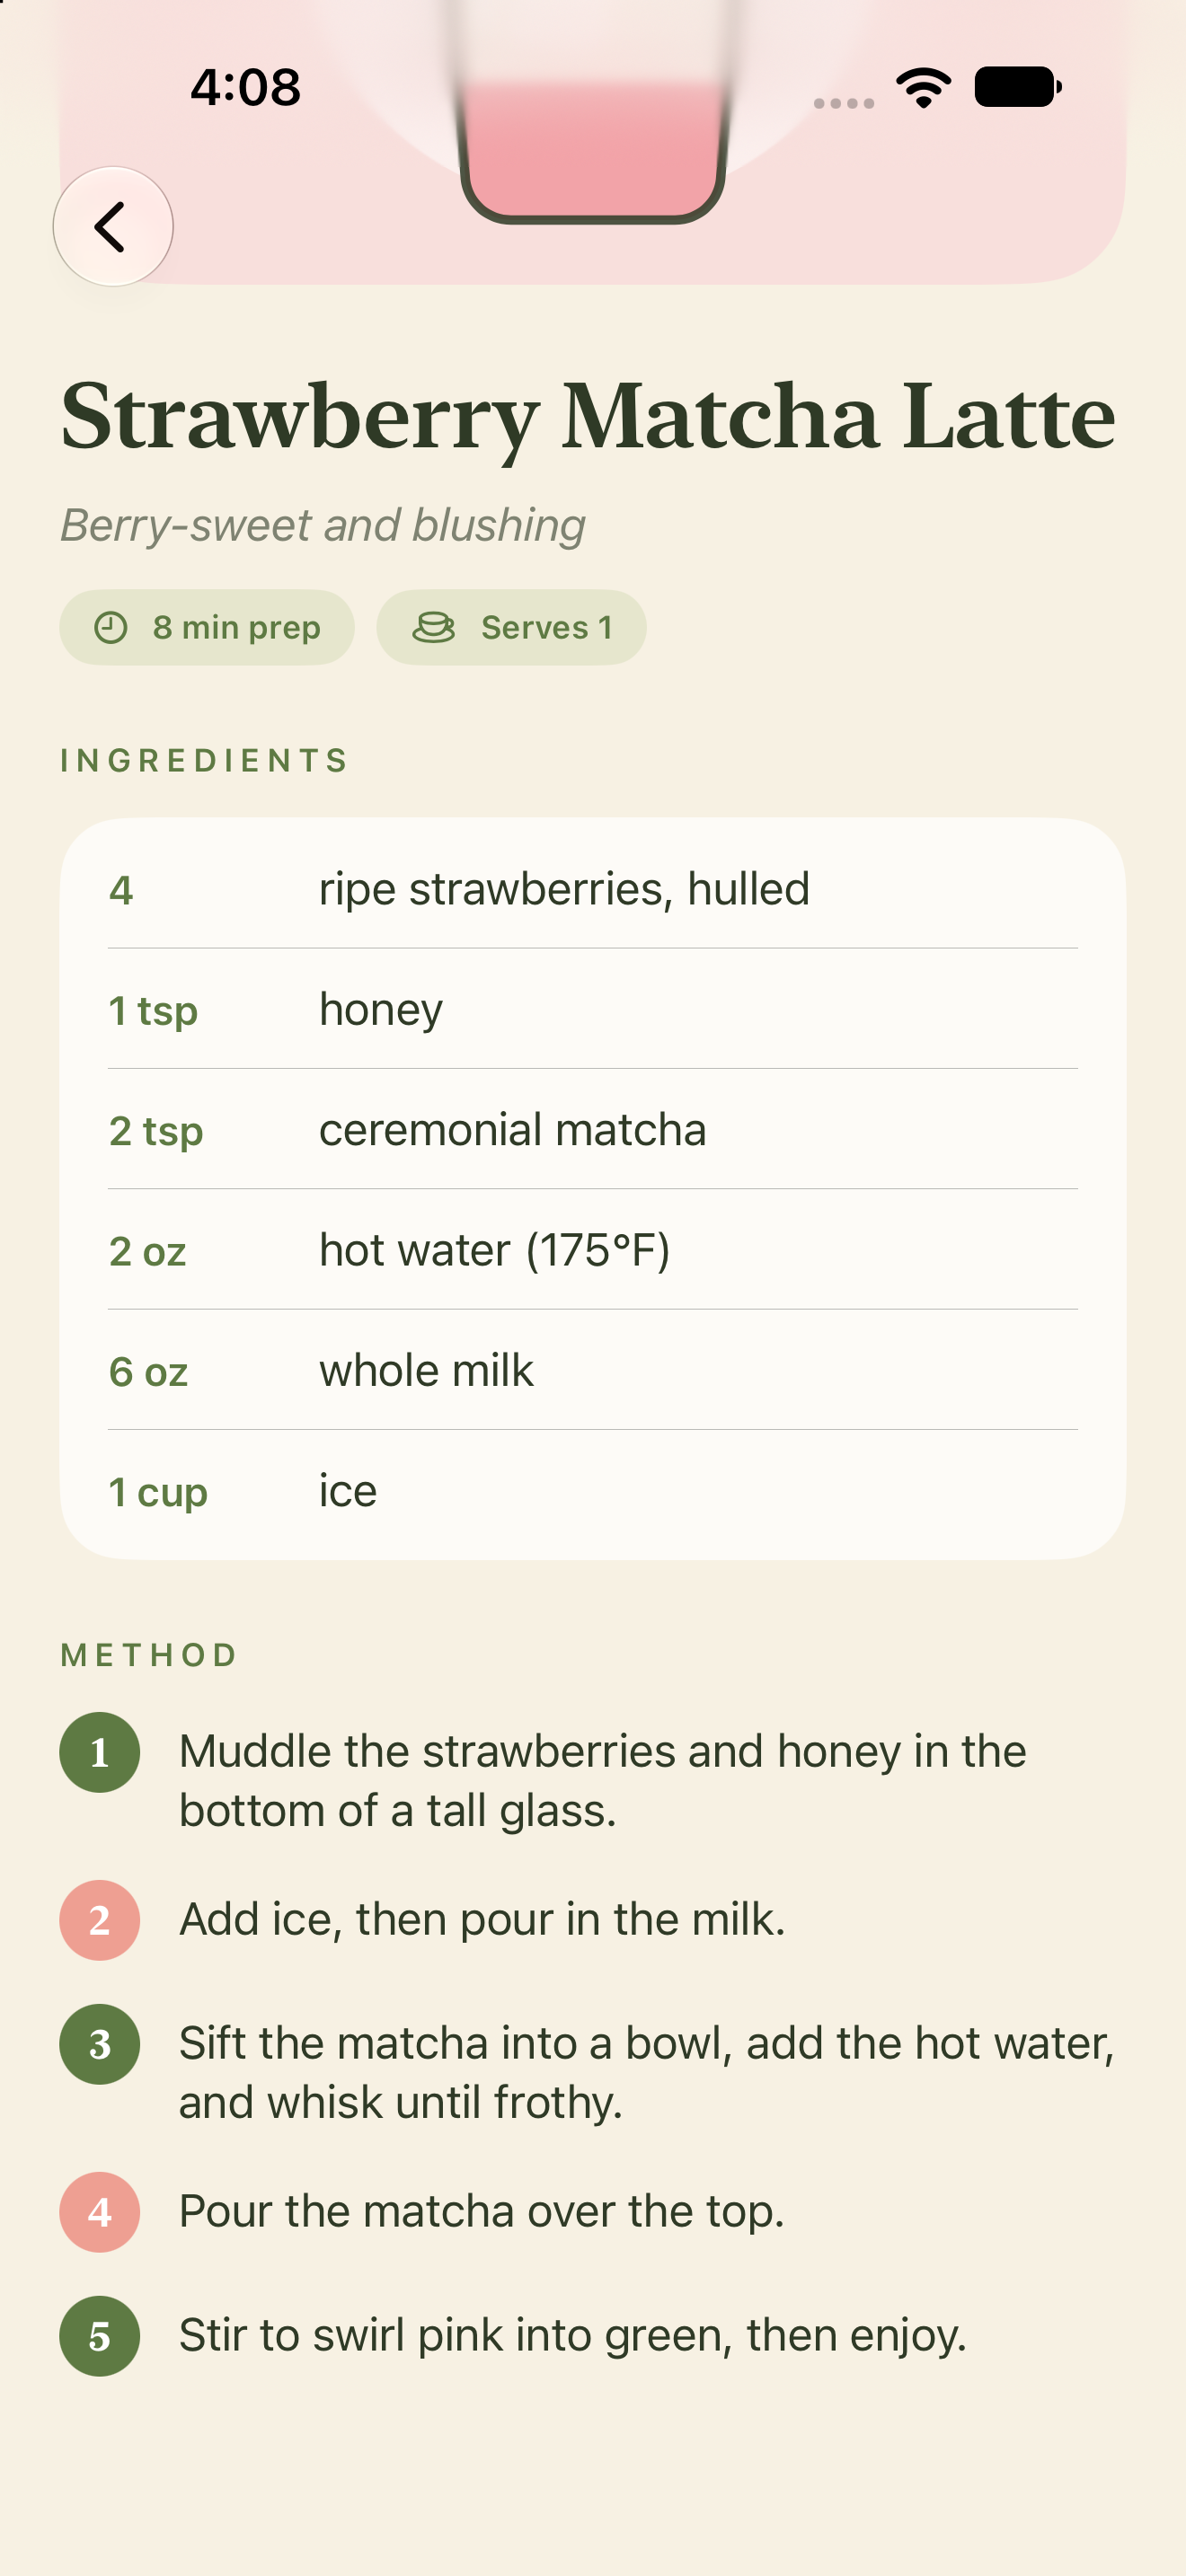 4:08
Strawberry Matcha Latte
Berry-sweet and blushing
8 min prep
Serves 1
INGREDIENTS
4 ripe strawberries, hulled
1 tsp honey
2 tsp ceremonial matcha
2 oz hot water (175°F)
6 oz whole milk
1 cup ice
METHOD
1 Muddle the strawberries and honey in the
bottom of a tall glass.
2 Add ice, then pour in the milk.
3 Sift the matcha into a bowl, add the hot water,
and whisk until frothy.
4 Pour the matcha over the top.
5 Stir to swirl pink into green, then enjoy.